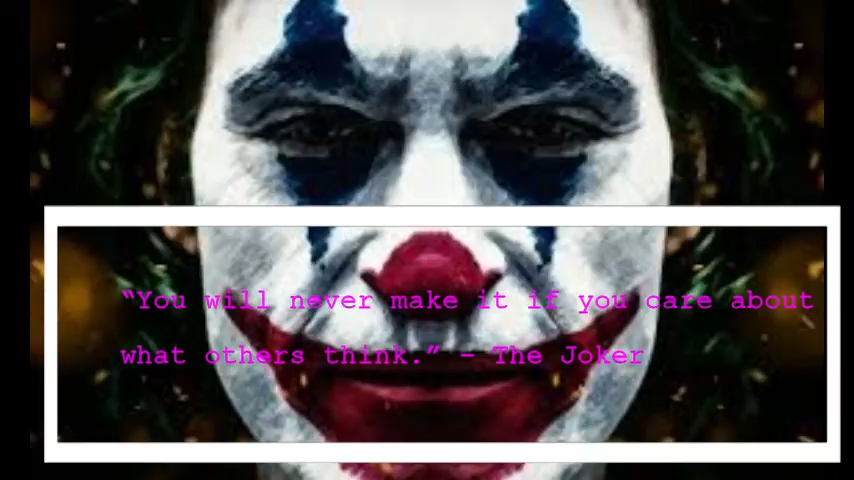 “You will never make it if you care about
what others think.” – The Joker